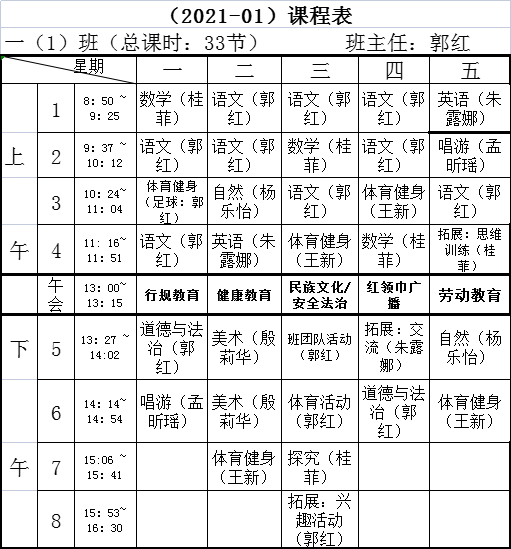 （2021-01）课程表
一（1）班（总课时：33节） 班主任：郭红
星期 一 二 三 四 五
上 1 8：50 ~ 9：25 数学（桂菲） 语文（郭红） 语文（郭红） 语文（郭红） 英语（朱露娜）
2 9：37 ~ 10：12 语文（郭红） 语文（郭红） 数学（桂菲） 语文（郭红） 唱游（孟昕瑶）
3 10：24~ 11：04 体育健身（足球：郭红） 自然（杨乐怡） 语文（郭红） 体育健身（王新） 语文（郭红）
午 4 11：16~ 11：51 语文（郭红） 英语（朱露娜） 体育健身（王新） 数学（桂菲） 拓展：思维训练（桂菲）
午会 13：00~ 13：15 行规教育 健康教育 民族文化/安全法治 红领巾广播 劳动教育
下 5 13：27 ~ 14:02 道德与法治（郭红） 美术（殷莉华） 班团队活动（郭红） 拓展：交流（朱露娜） 自然（杨乐怡）
6 14：14~ 14：54 唱游（孟昕瑶） 美术（殷莉华） 体育活动（郭红） 道德与法治（郭红） 体育健身（王新）
午 7 15:06 ~ 15：41 体育健身（王新） 探究（桂菲）
8 15：53~ 16：30 拓展：兴趣活动（郭红）